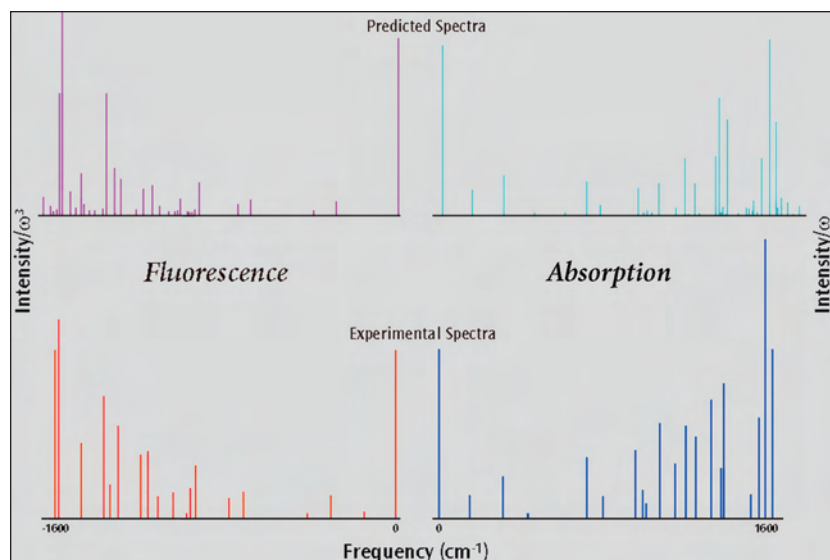 Predicted Spectra
Intensity/ω³
Intensity/ω
Fluorescence
Absorption
Experimental Spectra
-1600
0
0
1600
Frequency (cm⁻¹)